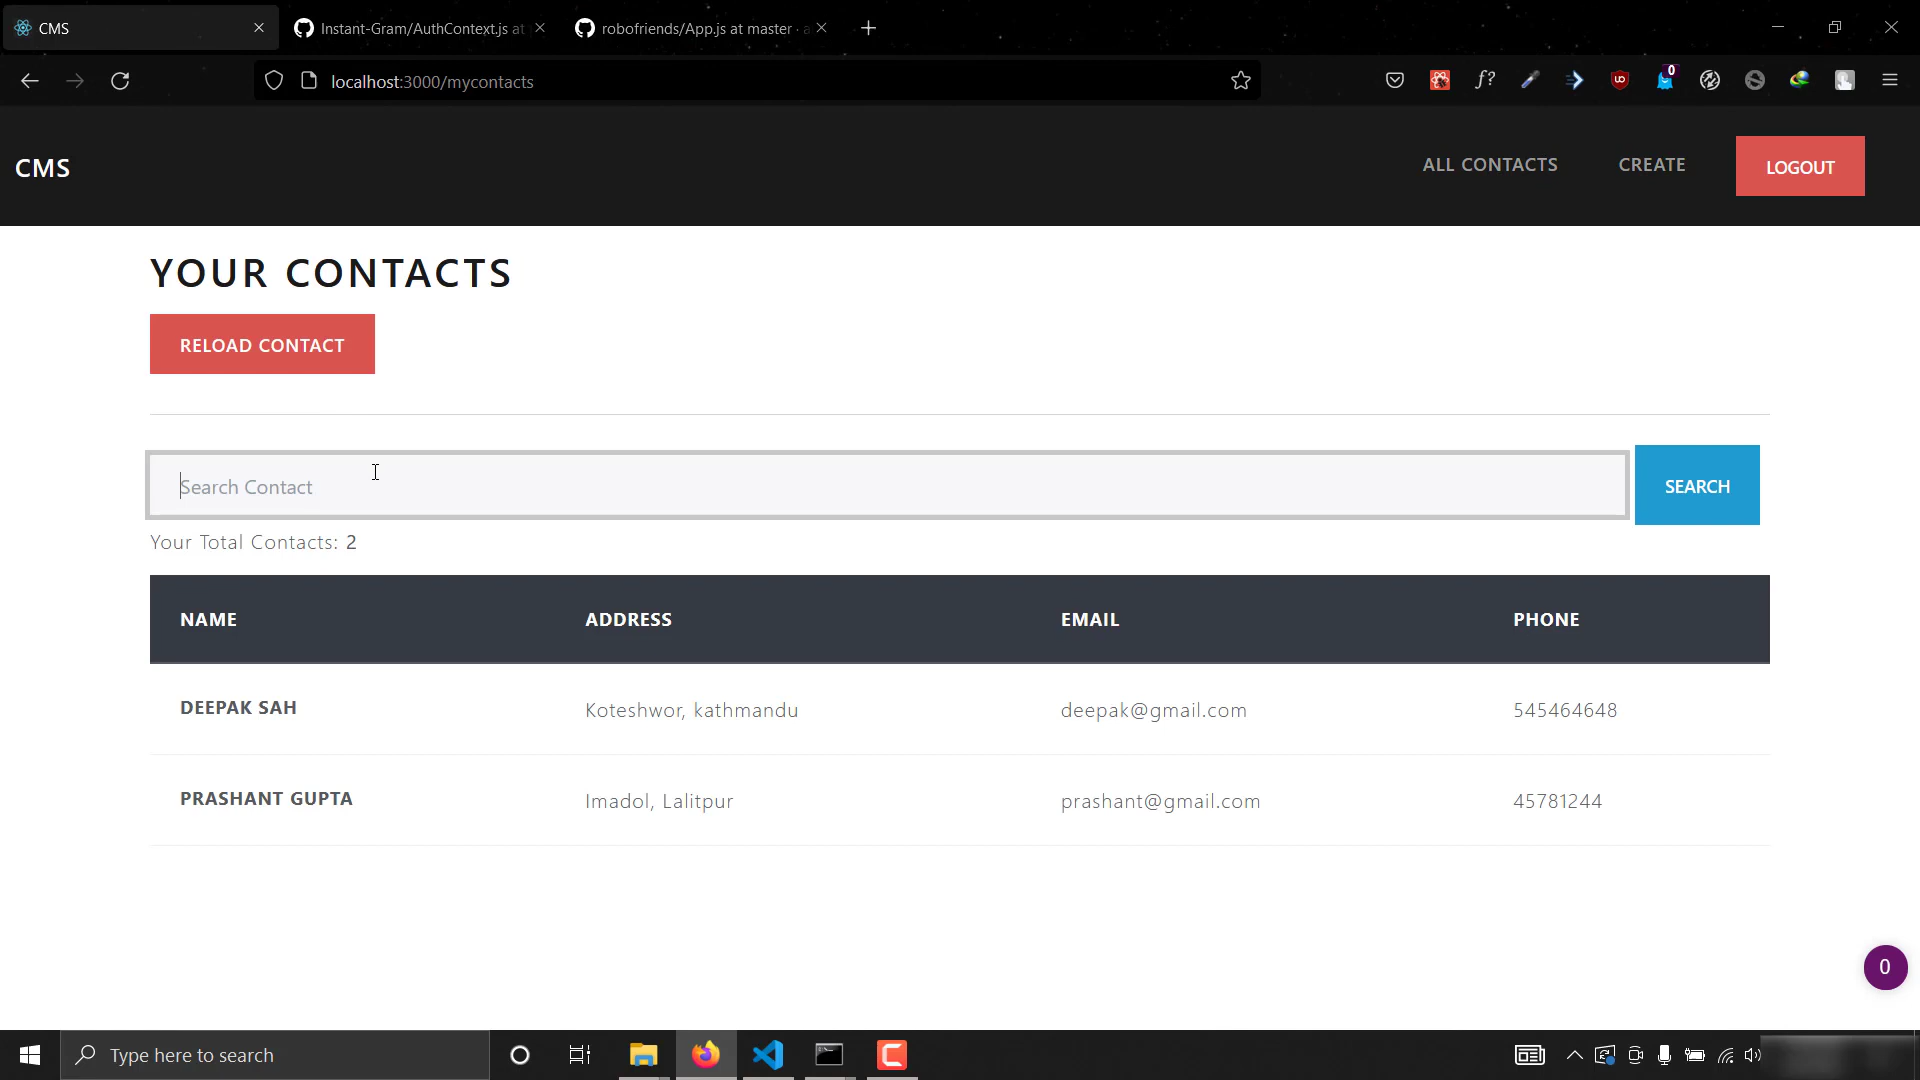 CMS
Instant-Gram/AuthContext.js at
robofriends/App.js at master ·
localhost:3000/mycontacts
0
CMS
ALL CONTACTS
CREATE
LOGOUT
YOUR CONTACTS
RELOAD CONTACT
Search Contact
SEARCH
Your Total Contacts: 2
NAME ADDRESS EMAIL PHONE
DEEPAK SAH Koteshwor, kathmandu deepak@gmail.com 545464648
PRASHANT GUPTA Imadol, Lalitpur prashant@gmail.com 45781244
0
Type here to search